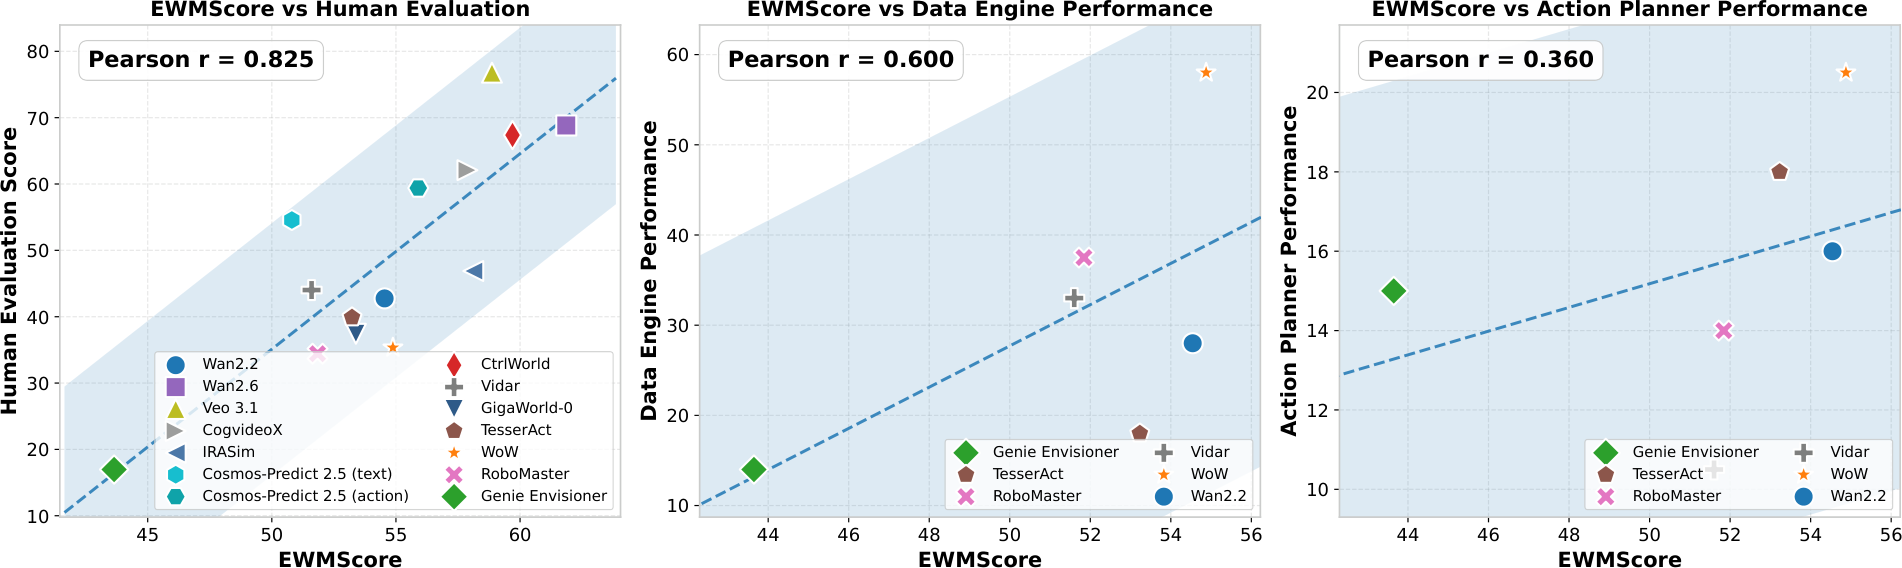 EWMScore vs Human Evaluation
Pearson r = 0.825
Human Evaluation Score
80
70
60
50
40
30
20
10
45
50
55
60
EWMScore
Wan2.2
Wan2.6
Veo 3.1
CogvideoX
IRASim
Cosmos-Predict 2.5 (text)
Cosmos-Predict 2.5 (action)
CtrlWorld
Vidar
GigaWorld-0
TesserAct
WoW
RoboMaster
Genie Envisioner
EWMScore vs Data Engine Performance
Pearson r = 0.600
Data Engine Performance
60
50
40
30
20
10
44
46
48
50
52
54
56
EWMScore
Genie Envisioner
TesserAct
RoboMaster
Vidar
WoW
Wan2.2
EWMScore vs Action Planner Performance
Pearson r = 0.360
Action Planner Performance
20
18
16
14
12
10
44
46
48
50
52
54
56
EWMScore
Genie Envisioner
TesserAct
RoboMaster
Vidar
WoW
Wan2.2